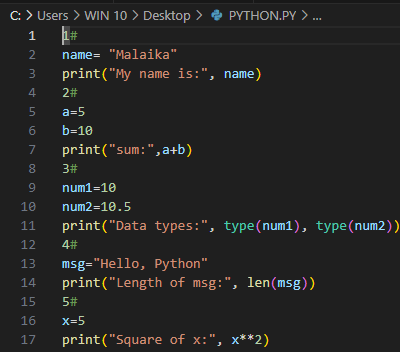 C: > Users > WIN 10 > Desktop > PYTHON.PY > ...
1 1#
2 name= "Malaika"
3 print("My name is:", name)
4 2#
5 a=5
6 b=10
7 print("sum:",a+b)
8 3#
9 num1=10
10 num2=10.5
11 print("Data types:", type(num1), type(num2))
12 4#
13 msg="Hello, Python"
14 print("Length of msg:", len(msg))
15 5#
16 x=5
17 print("Square of x:", x**2)